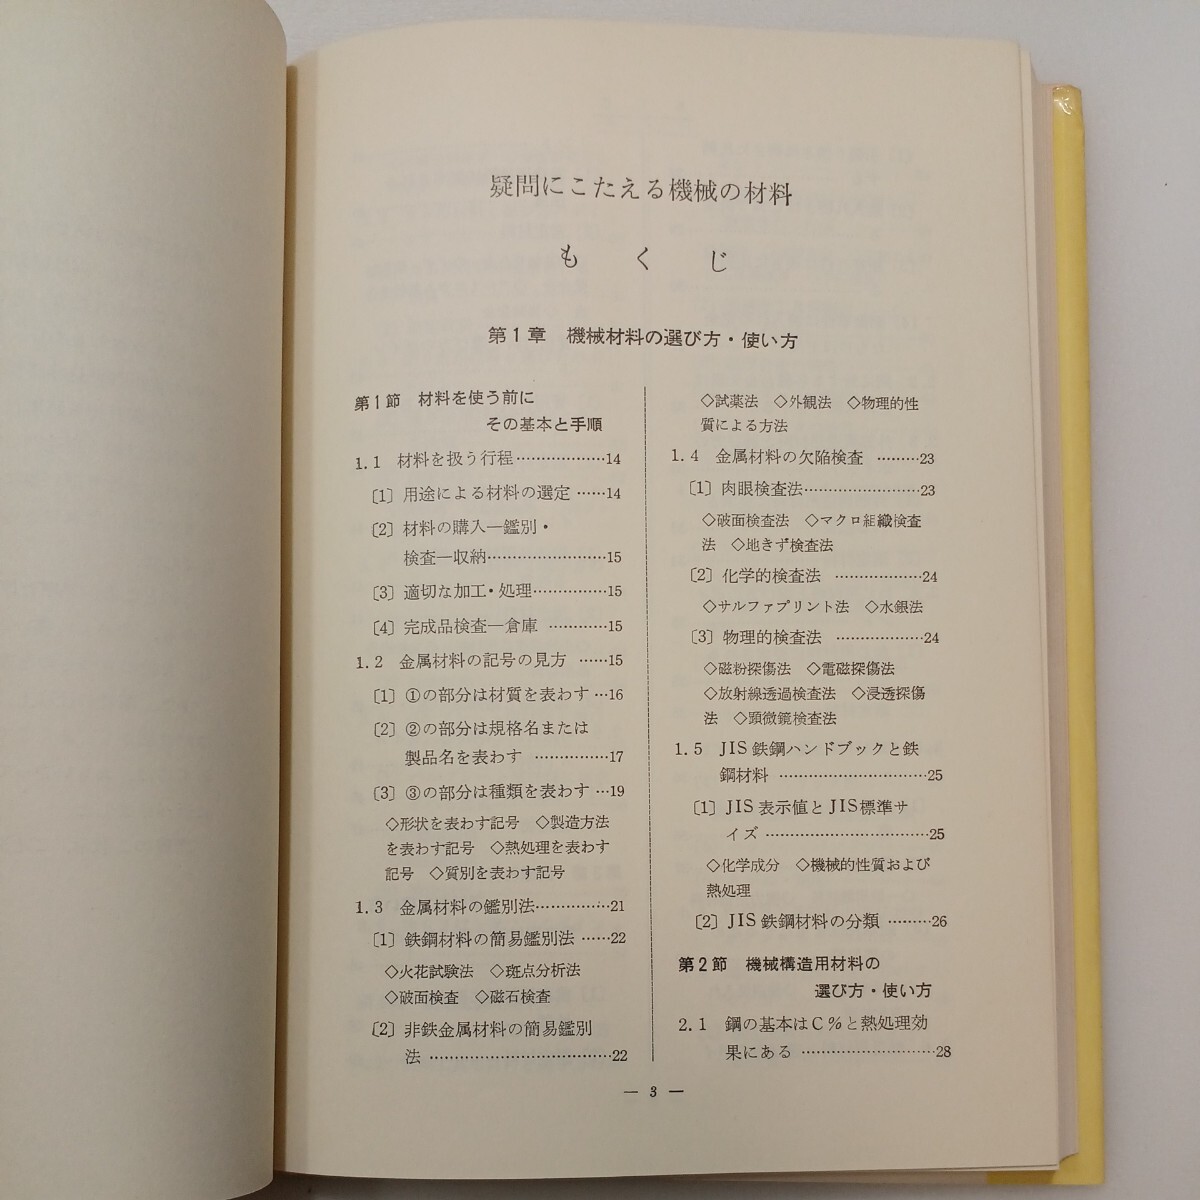 疑問にこたえる機械の材料
もくじ
第1章 機械材料の選び方・使い方
第1節 材料を使う前に
その基本と手順
1.1 材料を扱う行程………………14
〔1〕用途による材料の選定……14
〔2〕材料の購入―鑑別・
検査―収納……………………15
〔3〕適切な加工・処理……………15
〔4〕完成品検査―倉庫…………15
1.2 金属材料の記号の見方……15
〔1〕①の部分は材質を表わす…16
〔2〕②の部分は規格名または
製品名を表わす……………17
〔3〕③の部分は種類を表わす…19
◇形状を表わす記号 ◇製造方法
を表わす記号 ◇熱処理を表わす
記号 ◇質別を表わす記号
1.3 金属材料の鑑別法……………21
〔1〕鉄鋼材料の簡易鑑別法……22
◇火花試験法 ◇斑点分析法
◇破面検査 ◇磁石検査
〔2〕非鉄金属材料の簡易鑑別
法………………………………22
◇試薬法 ◇外観法 ◇物理的性
質による方法
1.4 金属材料の欠陥検査………23
〔1〕肉眼検査法……………………23
◇破面検査法 ◇マクロ組織検査
法 ◇地きず検査法
〔2〕化学的検査法………………24
◇サルファプリント法 ◇水銀法
〔3〕物理的検査法………………24
◇磁粉探傷法 ◇電磁探傷法
◇放射線透過検査法 ◇浸透探傷
法 ◇顕微鏡検査法
1.5 JIS鉄鋼ハンドブックと鉄
鋼材料…………………………25
〔1〕JIS表示値とJIS標準サ
イズ……………………………25
◇化学成分 ◇機械的性質および
熱処理
〔2〕JIS鉄鋼材料の分類………26
第2節 機械構造用材料の
選び方・使い方
2.1 鋼の基本はC%と熱処理効
果にある………………………28
― 3 ―